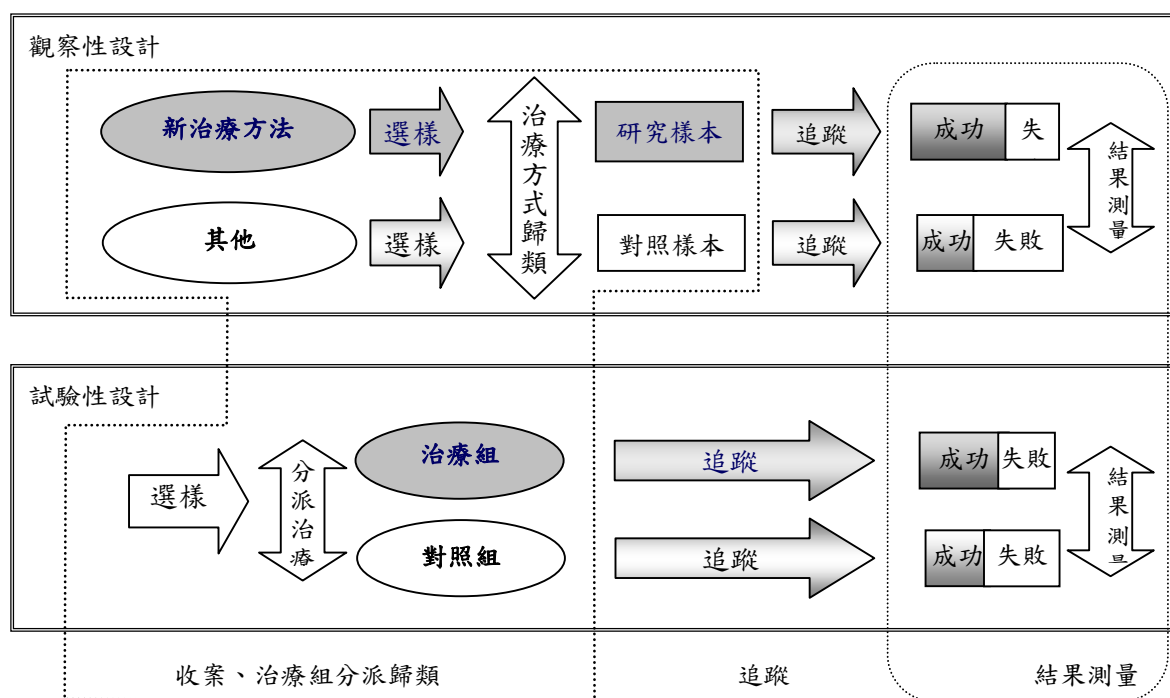 觀察性設計
新治療方法
選樣
治療方式歸類
研究樣本
追蹤
成功
失
結果測量
其他
選樣
對照樣本
追蹤
成功
失敗
試驗性設計
選樣
分派治療
治療組
追蹤
成功
失敗
結果測量
對照組
追蹤
成功
失敗
收案、治療組分派歸類
追蹤
結果測量